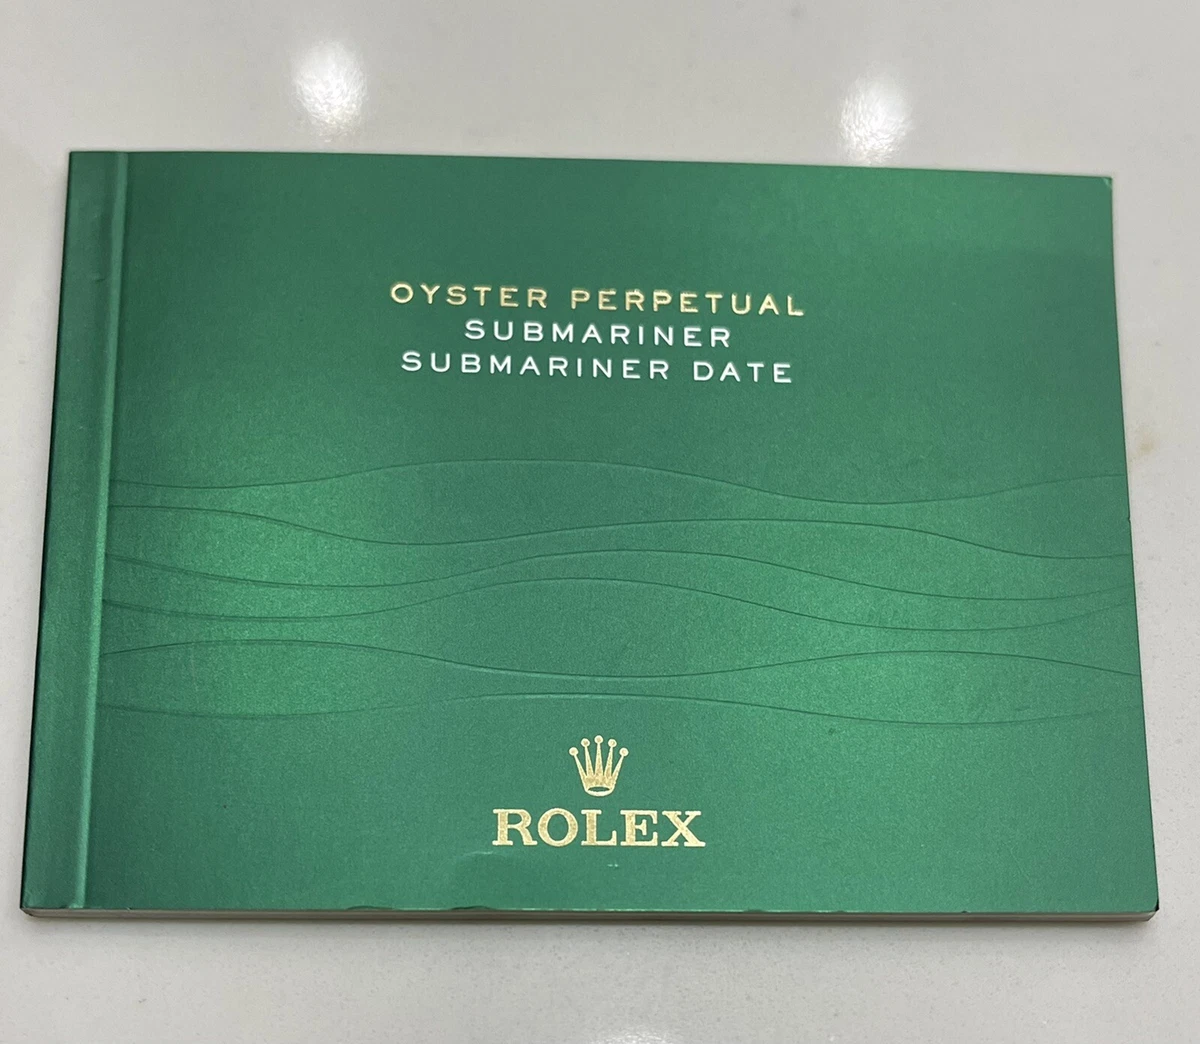 OYSTER PERPETUAL
SUBMARINER
SUBMARINER DATE
ROLEX